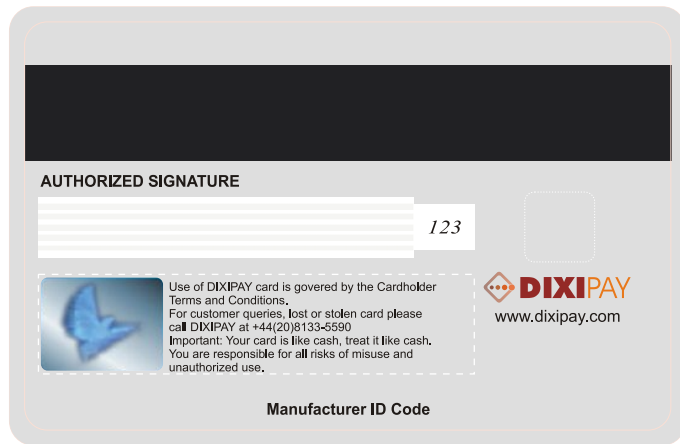 AUTHORIZED SIGNATURE
123
Use of DIXIPAY card is govered by the Cardholder
Terms and Conditions.
For customer queries, lost or stolen card please
call DIXIPAY at +44(20)8133-5590
Important: Your card is like cash, treat it like cash.
You are responsible for all risks of misuse and
unauthorized use.
DIXIPAY
www.dixipay.com
Manufacturer ID Code